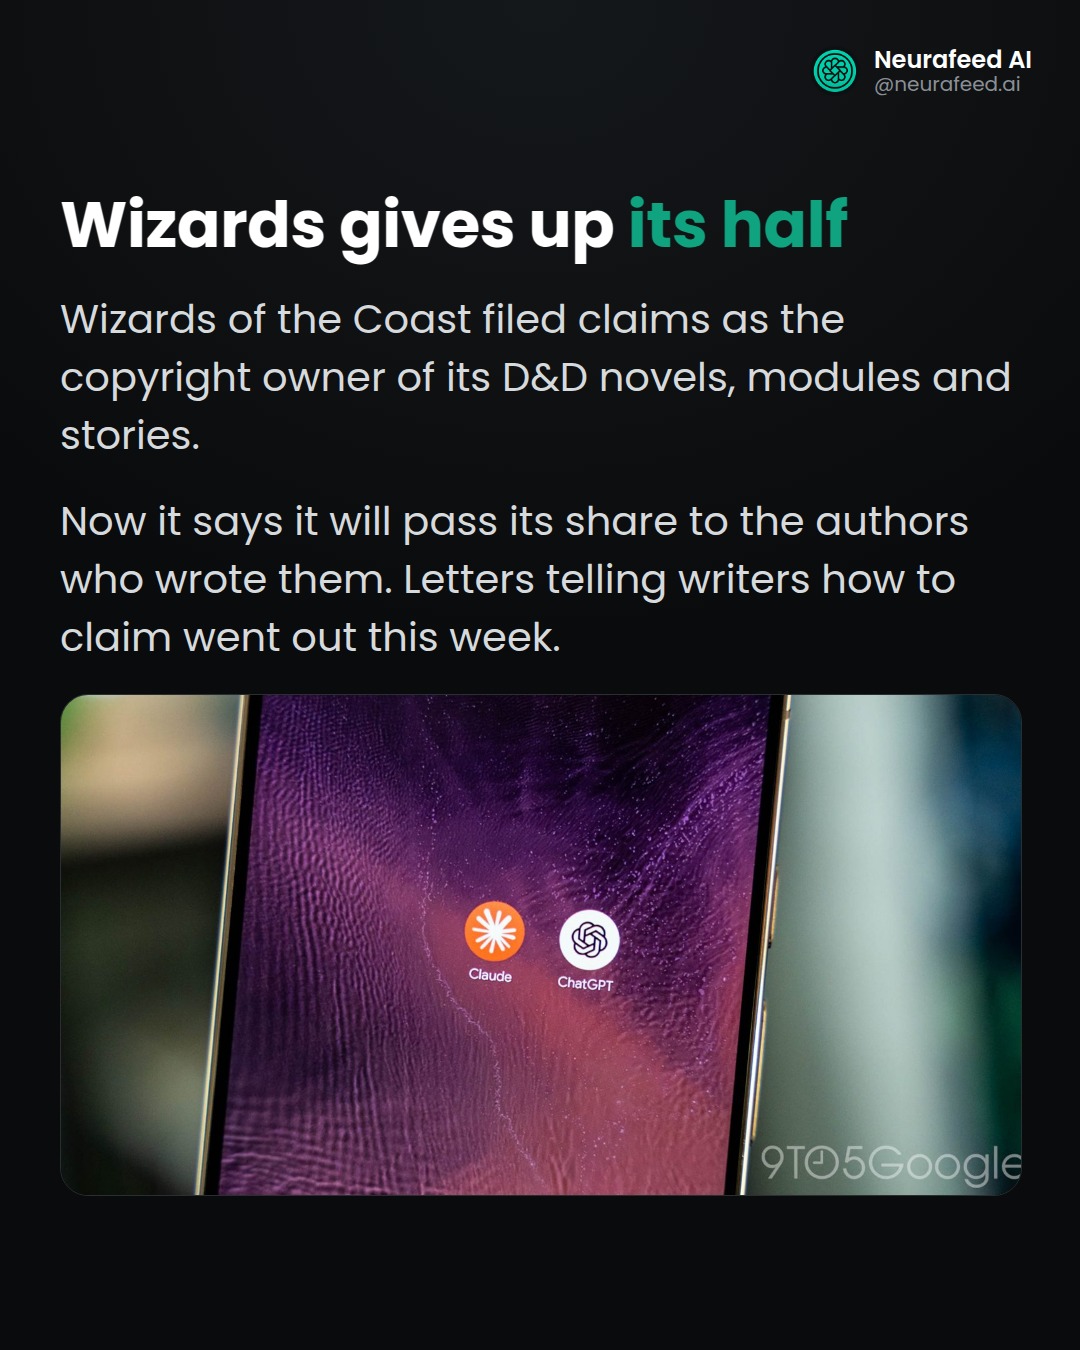 Neurafeed AI
@neurafeed.ai
Wizards gives up its half
Wizards of the Coast filed claims as the
copyright owner of its D&D novels, modules and
stories.
Now it says it will pass its share to the authors
who wrote them. Letters telling writers how to
claim went out this week.
Claude
ChatGPT
9TO5Google